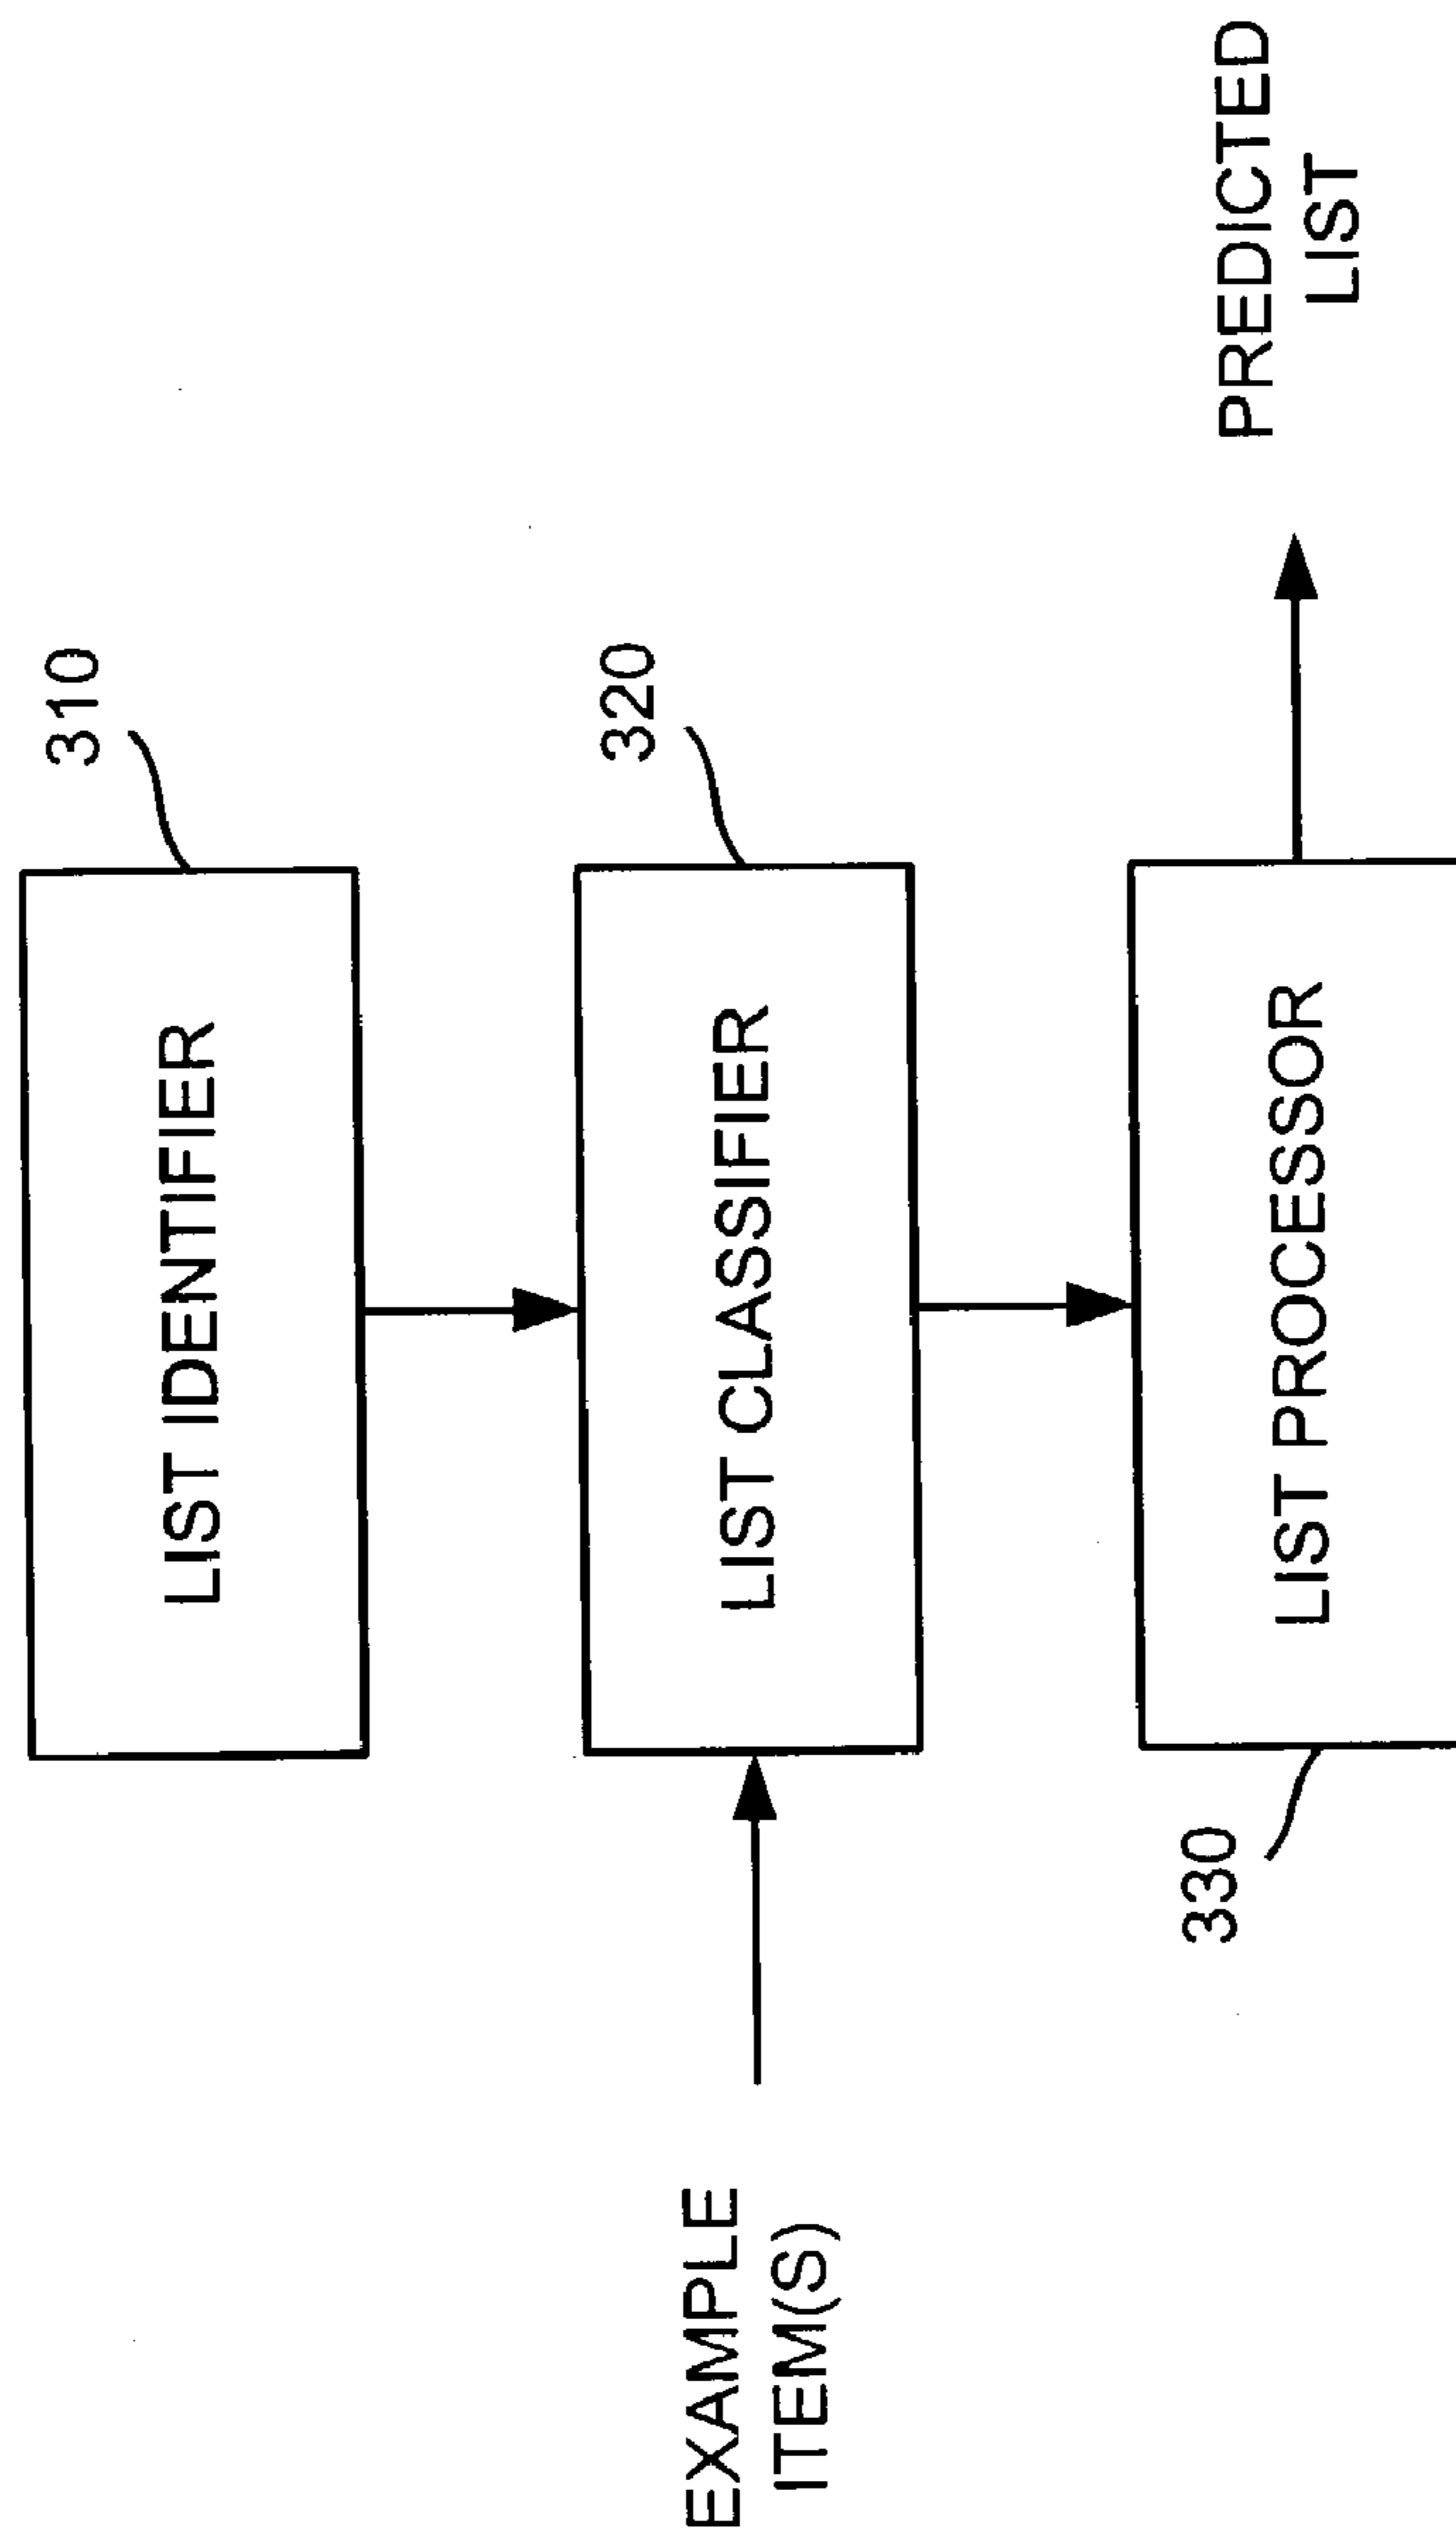 310
LIST IDENTIFIER
320
EXAMPLE
ITEM(S)
LIST CLASSIFIER
330
LIST PROCESSOR
PREDICTED
LIST